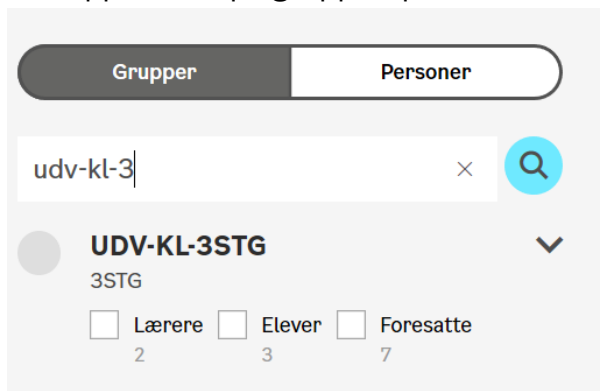 Grupper Personer
udv-kl-3
UDV-KL-3STG
3STG
Lærere Elever Foresatte
2 3 7